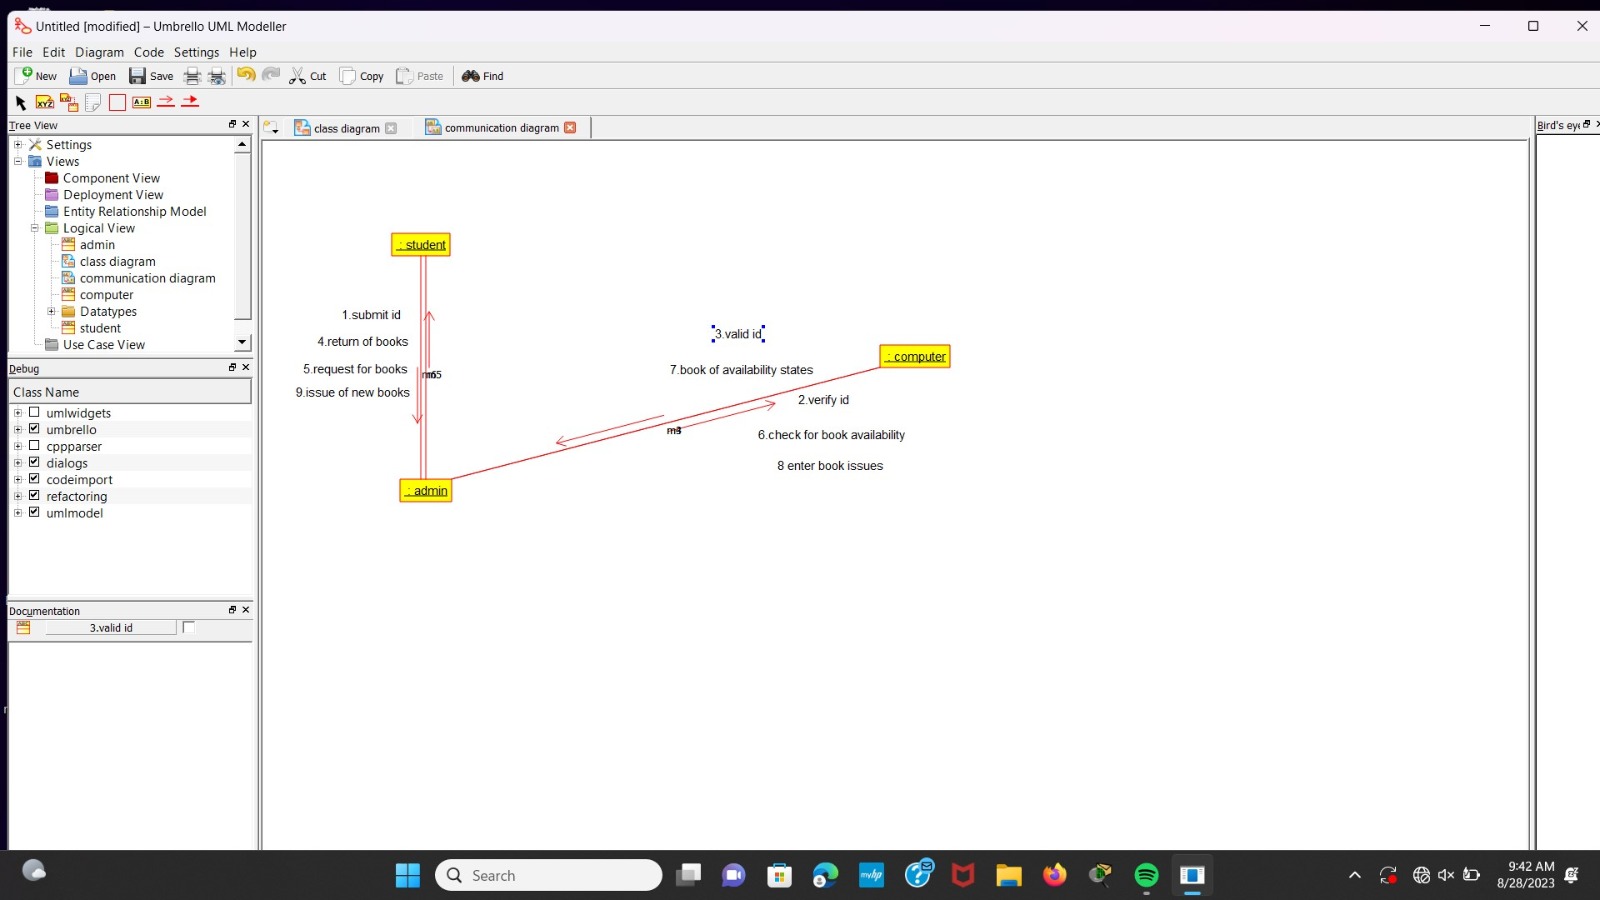 Untitled [modified] – Umbrello UML Modeller
File Edit Diagram Code Settings Help
New Open Save Cut Copy Paste Find
XYZ A:B
Tree View
class diagram communication diagram
Bird's eye
Settings
Views
Component View
Deployment View
Entity Relationship Model
Logical View
admin
class diagram
communication diagram
computer
Datatypes
student
Use Case View
Debug
Class Name
umlwidgets
umbrello
cppparser
dialogs
codeimport
refactoring
umlmodel
Documentation
3.valid id
: student
1.submit id
4.return of books
5.request for books
9.issue of new books
: admin
3.valid id
: computer
7.book of availability states
2.verify id
6.check for book availability
8 enter book issues
Search
myhp
9:42 AM
8/28/2023